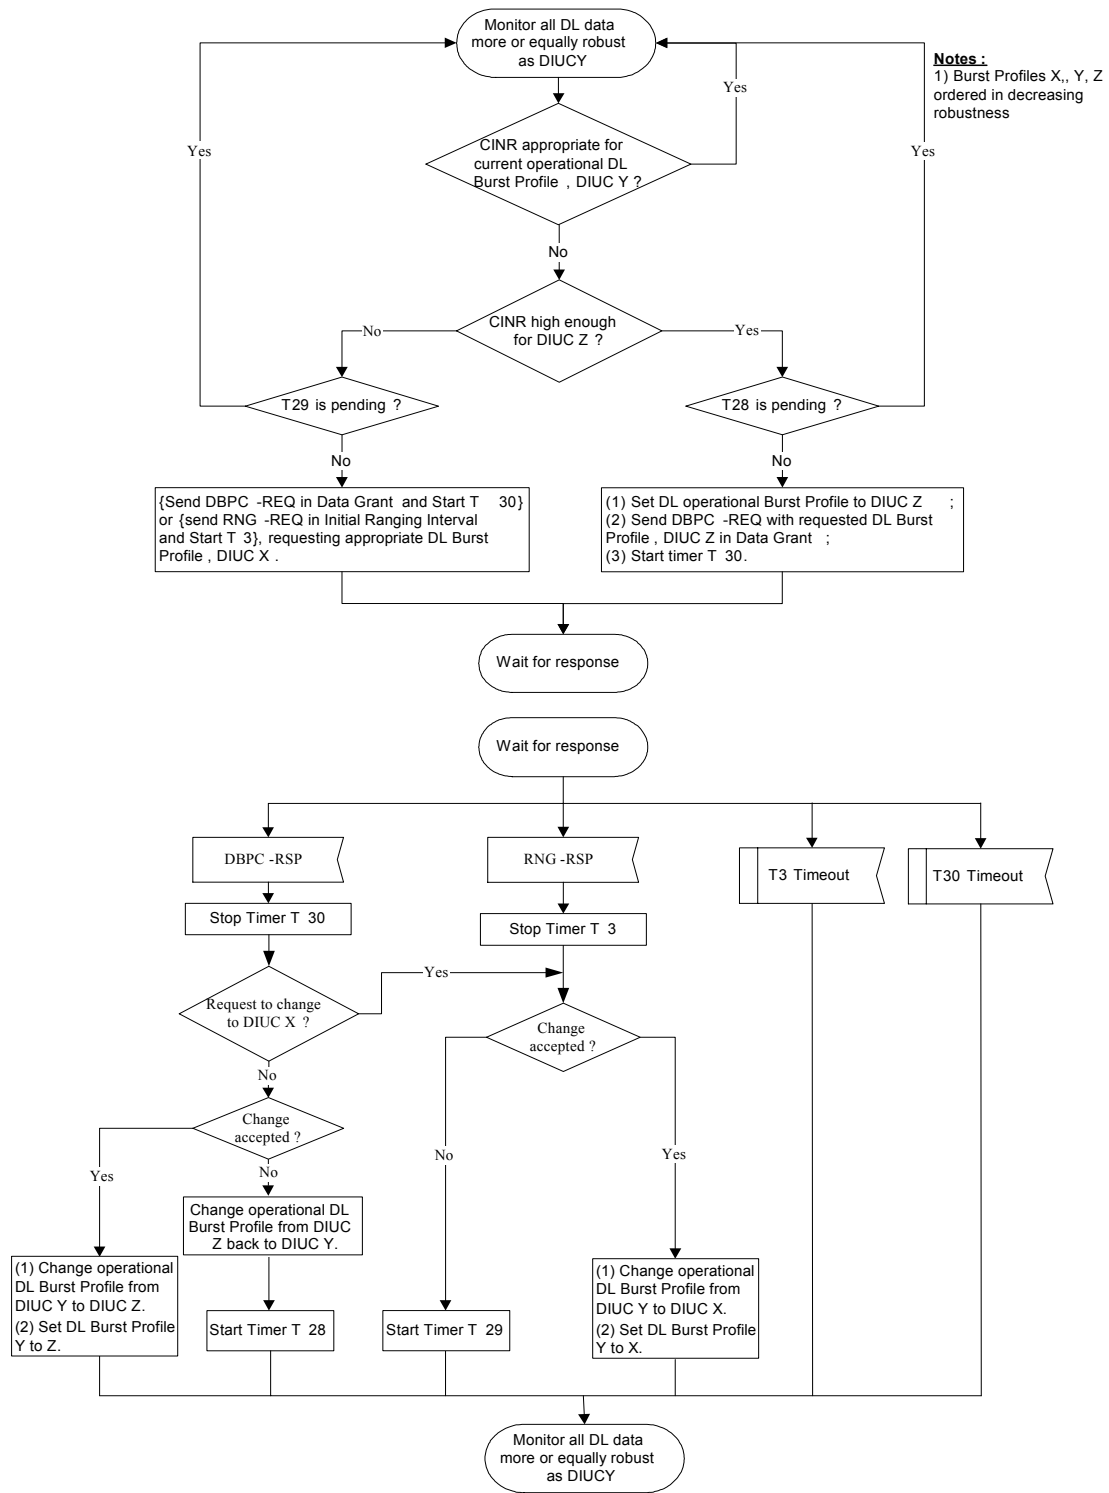 Monitor all DL data
more or equally robust
as DIUCY
Notes :
1) Burst Profiles X,, Y, Z
ordered in decreasing
robustness
Yes
CINR appropriate for
current operational DL
Burst Profile , DIUC Y ?
Yes
Yes
No
CINR high enough
for DIUC Z ?
No
Yes
T29 is pending ?
T28 is pending ?
No
No
{Send DBPC -REQ in Data Grant and Start T 30}
or {send RNG -REQ in Initial Ranging Interval
and Start T 3}, requesting appropriate DL Burst
Profile , DIUC X .
(1) Set DL operational Burst Profile to DIUC Z ;
(2) Send DBPC -REQ with requested DL Burst
Profile , DIUC Z in Data Grant ;
(3) Start timer T 30.
Wait for response
Wait for response
DBPC -RSP
RNG -RSP
T3 Timeout
T30 Timeout
Stop Timer T 30
Stop Timer T 3
Request to change
to DIUC X ?
Yes
Change
accepted ?
No
Change
accepted ?
No
Yes
Yes
No
Change operational DL
Burst Profile from DIUC
Z back to DIUC Y.
(1) Change operational
DL Burst Profile from
DIUC Y to DIUC Z.
(2) Set DL Burst Profile
Y to Z.
Start Timer T 28
Start Timer T 29
(1) Change operational
DL Burst Profile from
DIUC Y to DIUC X.
(2) Set DL Burst Profile
Y to X.
Monitor all DL data
more or equally robust
as DIUCY